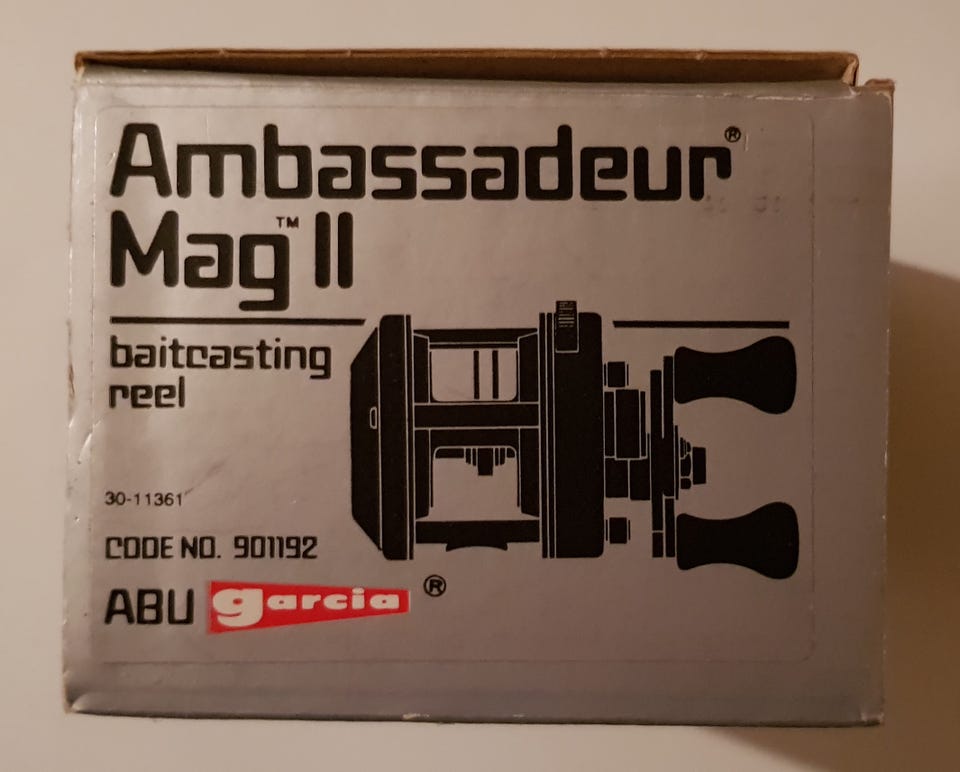 Ambassadeur®
Mag™ II
baitcasting
reel
30-11361
CODE NO. 901192
ABU garcia ®